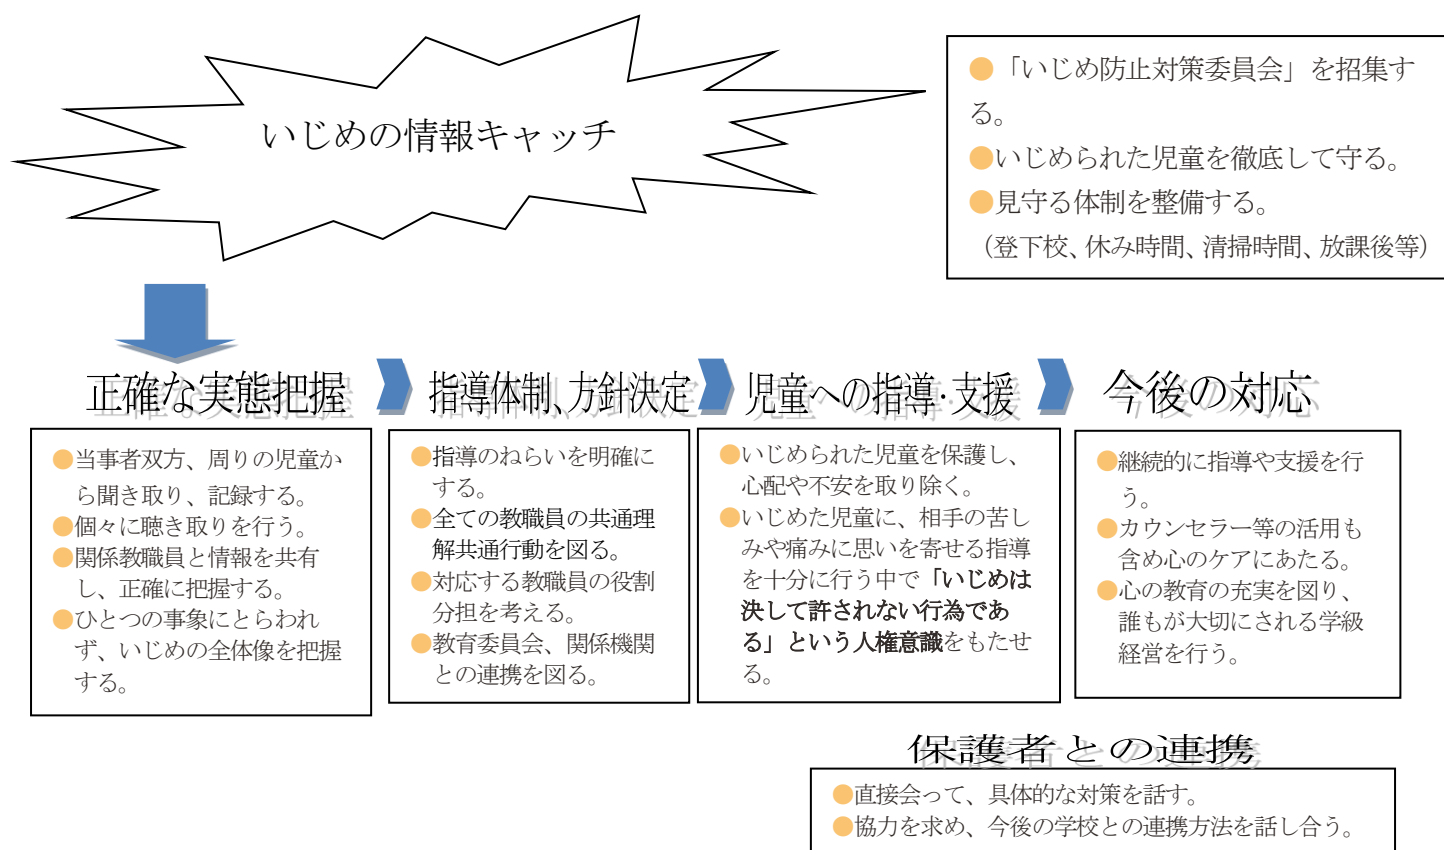 いじめの情報キャッチ
●「いじめ防止対策委員会」を招集す
る。
●いじめられた児童を徹底して守る。
●見守る体制を整備する。
（登下校、休み時間、清掃時間、放課後等）
正確な実態把握
指導体制、方針決定
児童への指導・支援
今後の対応
●当事者双方、周りの児童か
ら聞き取り、記録する。
●個々に聴き取りを行う。
●関係教職員と情報を共有
し、正確に把握する。
●ひとつの事象にとらわれ
ず、いじめの全体像を把握
する。
●指導のねらいを明確に
する。
●全ての教職員の共通理
解共通行動を図る。
●対応する教職員の役割
分担を考える。
●教育委員会、関係機関
との連携を図る。
●いじめられた児童を保護し、
心配や不安を取り除く。
●いじめた児童に、相手の苦し
みや痛みに思いを寄せる指導
を十分に行う中で「いじめは
決して許されない行為であ
る」という人権意識をもたせ
る。
●継続的に指導や支援を行
う。
●カウンセラー等の活用も
含め心のケアにあたる。
●心の教育の充実を図り、
誰もが大切にされる学級
経営を行う。
保護者との連携
●直接会って、具体的な対策を話す。
●協力を求め、今後の学校との連携方法を話し合う。